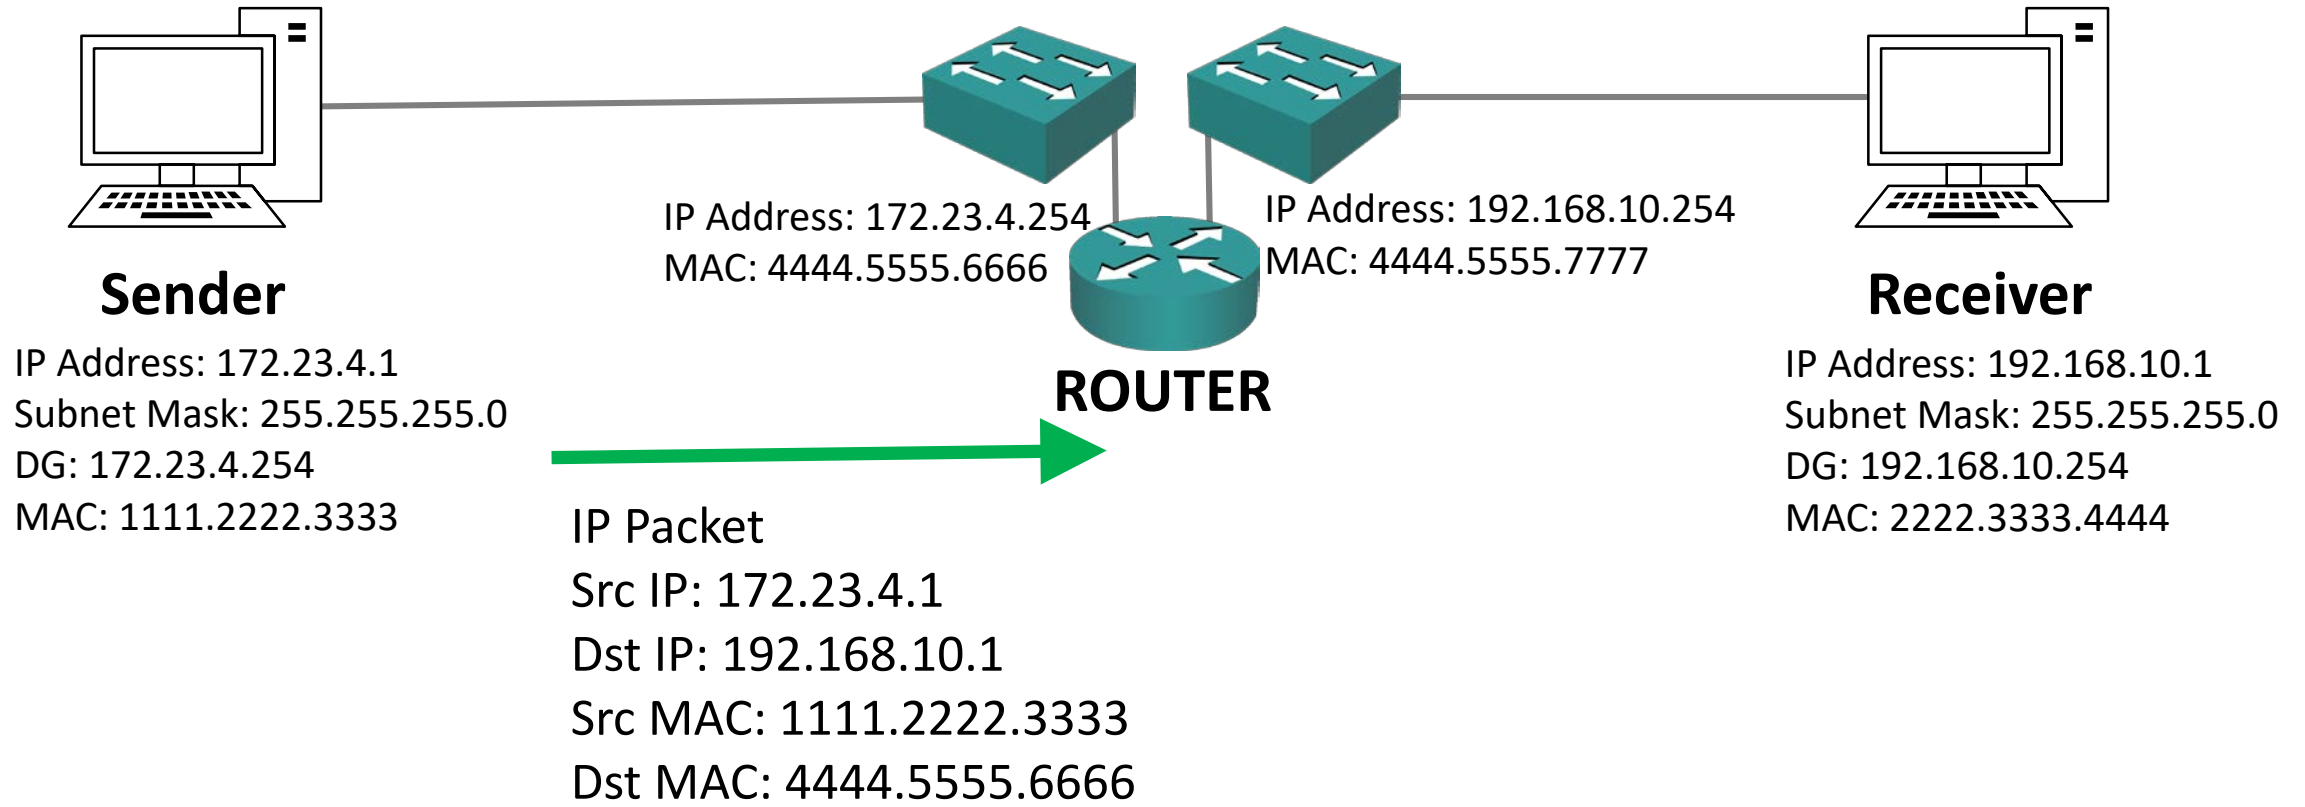 IP Address: 172.23.4.254
MAC: 4444.5555.6666
IP Address: 192.168.10.254
MAC: 4444.5555.7777
Sender
IP Address: 172.23.4.1
Subnet Mask: 255.255.255.0
DG: 172.23.4.254
MAC: 1111.2222.3333
ROUTER
Receiver
IP Address: 192.168.10.1
Subnet Mask: 255.255.255.0
DG: 192.168.10.254
MAC: 2222.3333.4444
IP Packet
Src IP: 172.23.4.1
Dst IP: 192.168.10.1
Src MAC: 1111.2222.3333
Dst MAC: 4444.5555.6666